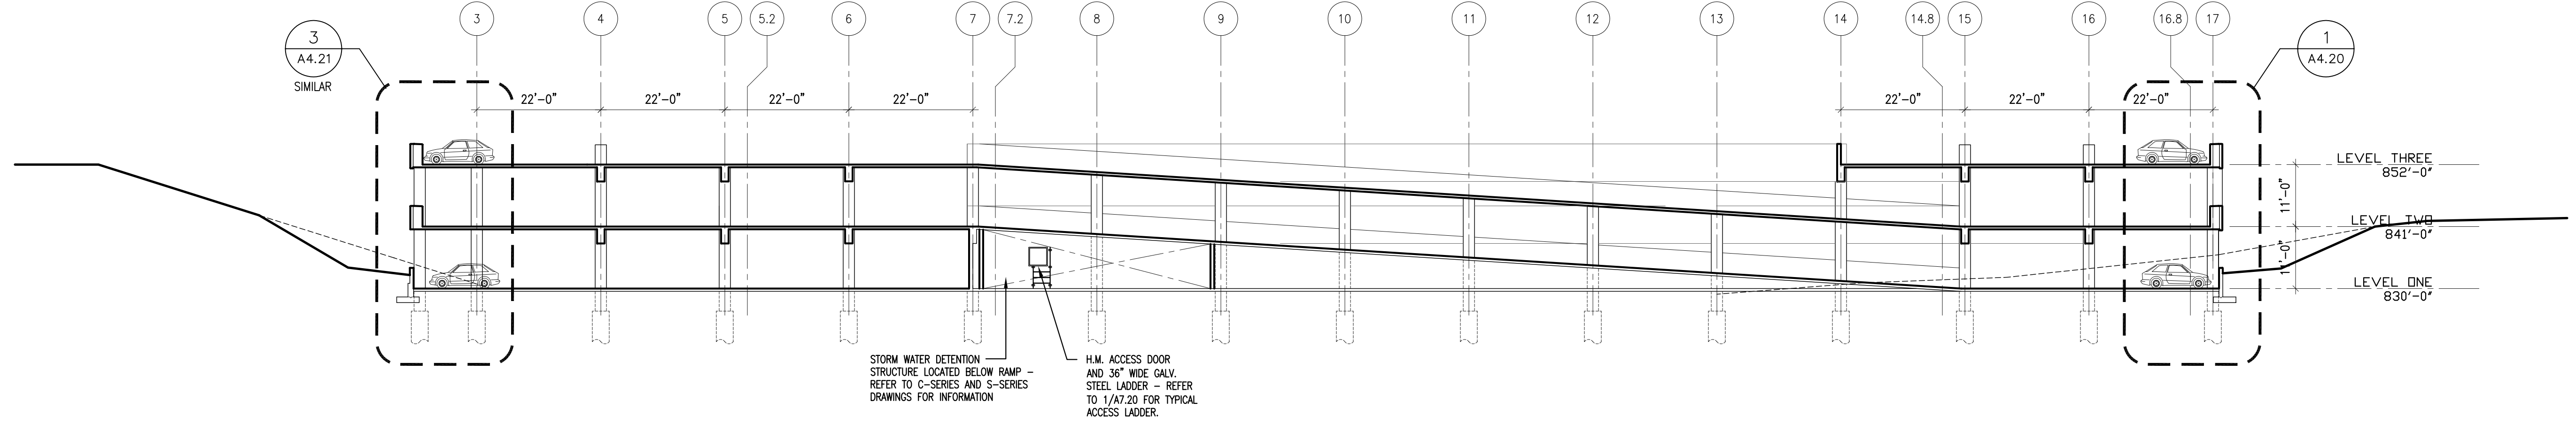 3
4
5
5.2
6
7
7.2
8
9
10
11
12
13
14
14.8
15
16
16.8
17
3
A4.21
SIMILAR
1
A4.20
22'-0"
22'-0"
22'-0"
22'-0"
22'-0"
22'-0"
22'-0"
LEVEL THREE
852'-0"
11'-0"
LEVEL TWO
841'-0"
11'-0"
LEVEL ONE
830'-0"
STORM WATER DETENTION
STRUCTURE LOCATED BELOW RAMP -
REFER TO C-SERIES AND S-SERIES
DRAWINGS FOR INFORMATION
H.M. ACCESS DOOR
AND 36" WIDE GALV.
STEEL LADDER - REFER
TO 1/A7.20 FOR TYPICAL
ACCESS LADDER.